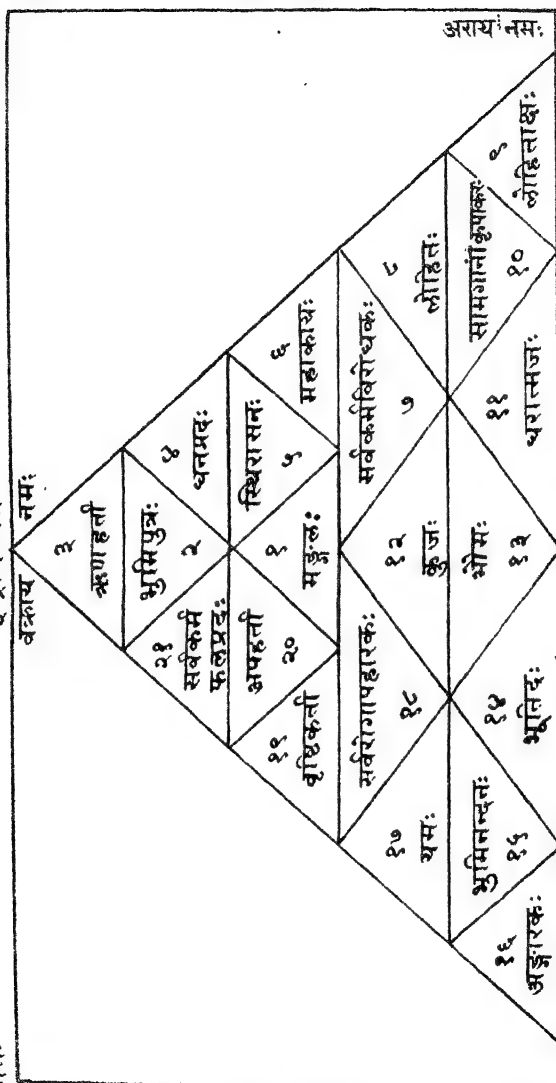 अराय नमः
वक्राय नमः
३
ऋणहर्ता
भूमिपुत्रः
२
४
धनप्रदः
स्थिरासनः
५
२१
सर्वकर्म
फलप्रदः
अपहर्ता
२०
१
मङ्गलः
६
महाकायः
१९
वृष्टिकर्ता
सर्वकर्मविरोधकः
७
सर्वरोगापहारकः
१८
८
लोहितः
१२
कुजः
१७
यमः
सामगानां कृपाकरः
१०
९
लोहिताक्षः
११
धरात्मजः
भौमः
१३
१४
भूतिदः
भूमिनन्दनः
१५
१६
अङ्गारकः